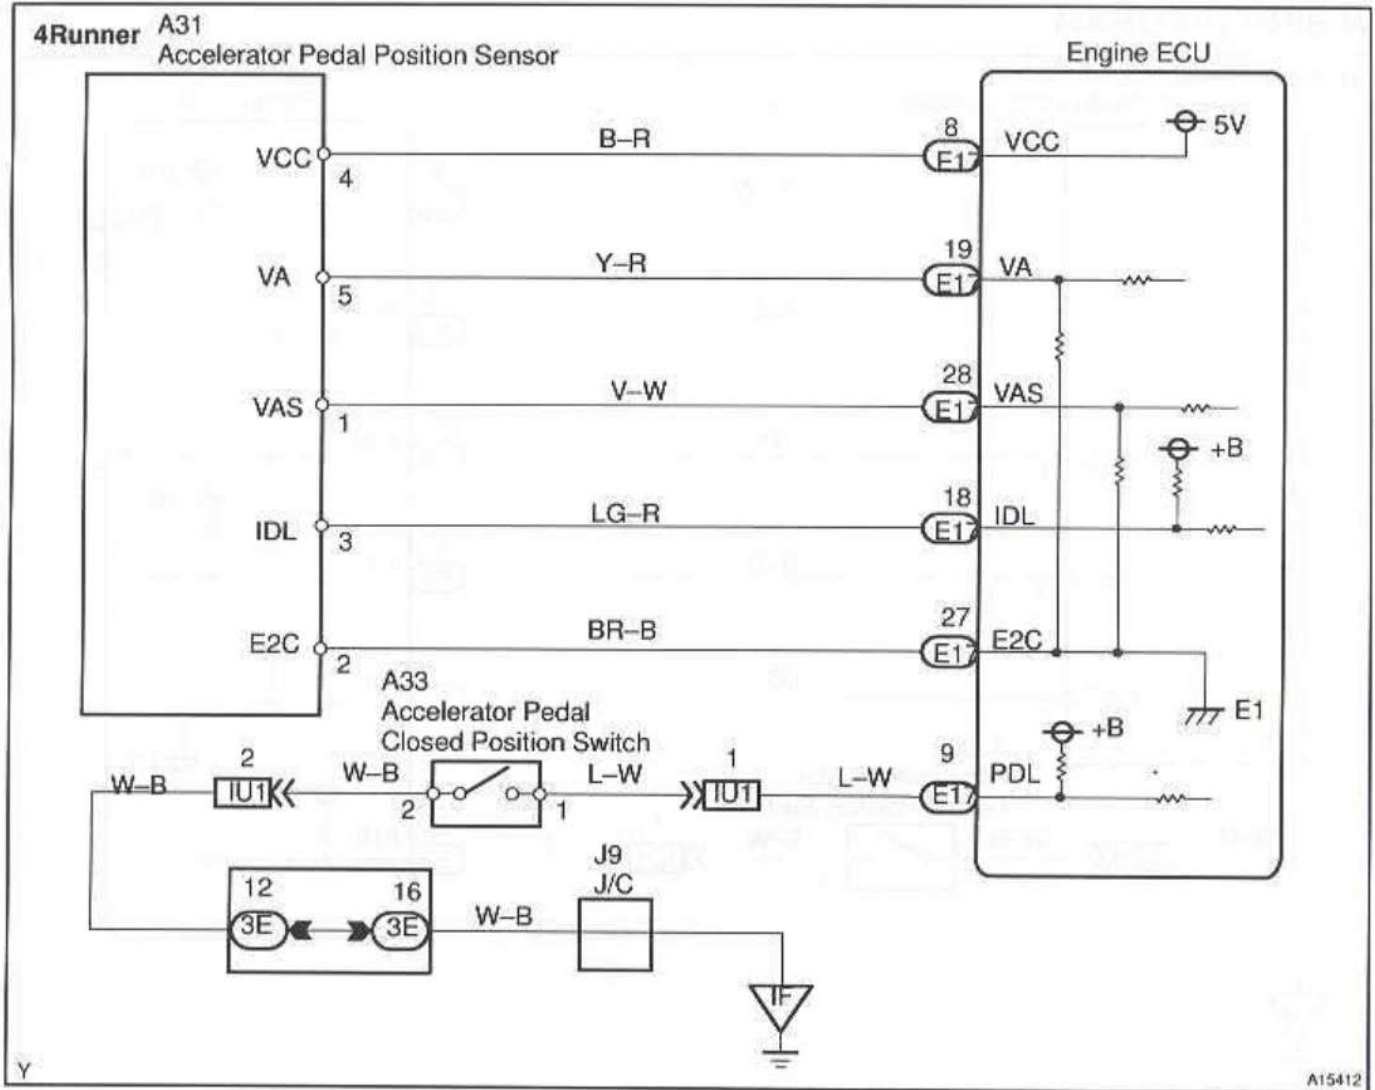 4Runner A31
Accelerator Pedal Position Sensor
Engine ECU
5V
VCC 4 B–R 8 E17 VCC
VA 5 Y–R 19 E17 VA
VAS 1 V–W 28 E17 VAS
+B
IDL 3 LG–R 18 E17 IDL
E2C 2 BR–B 27 E17 E2C
E1
A33
Accelerator Pedal
Closed Position Switch
+B
W–B 2 IU1 W–B 2 1 L–W 1 IU1 L–W 9 E17 PDL
12 3E 16 3E W–B
J9
J/C
IF
Y
A15412